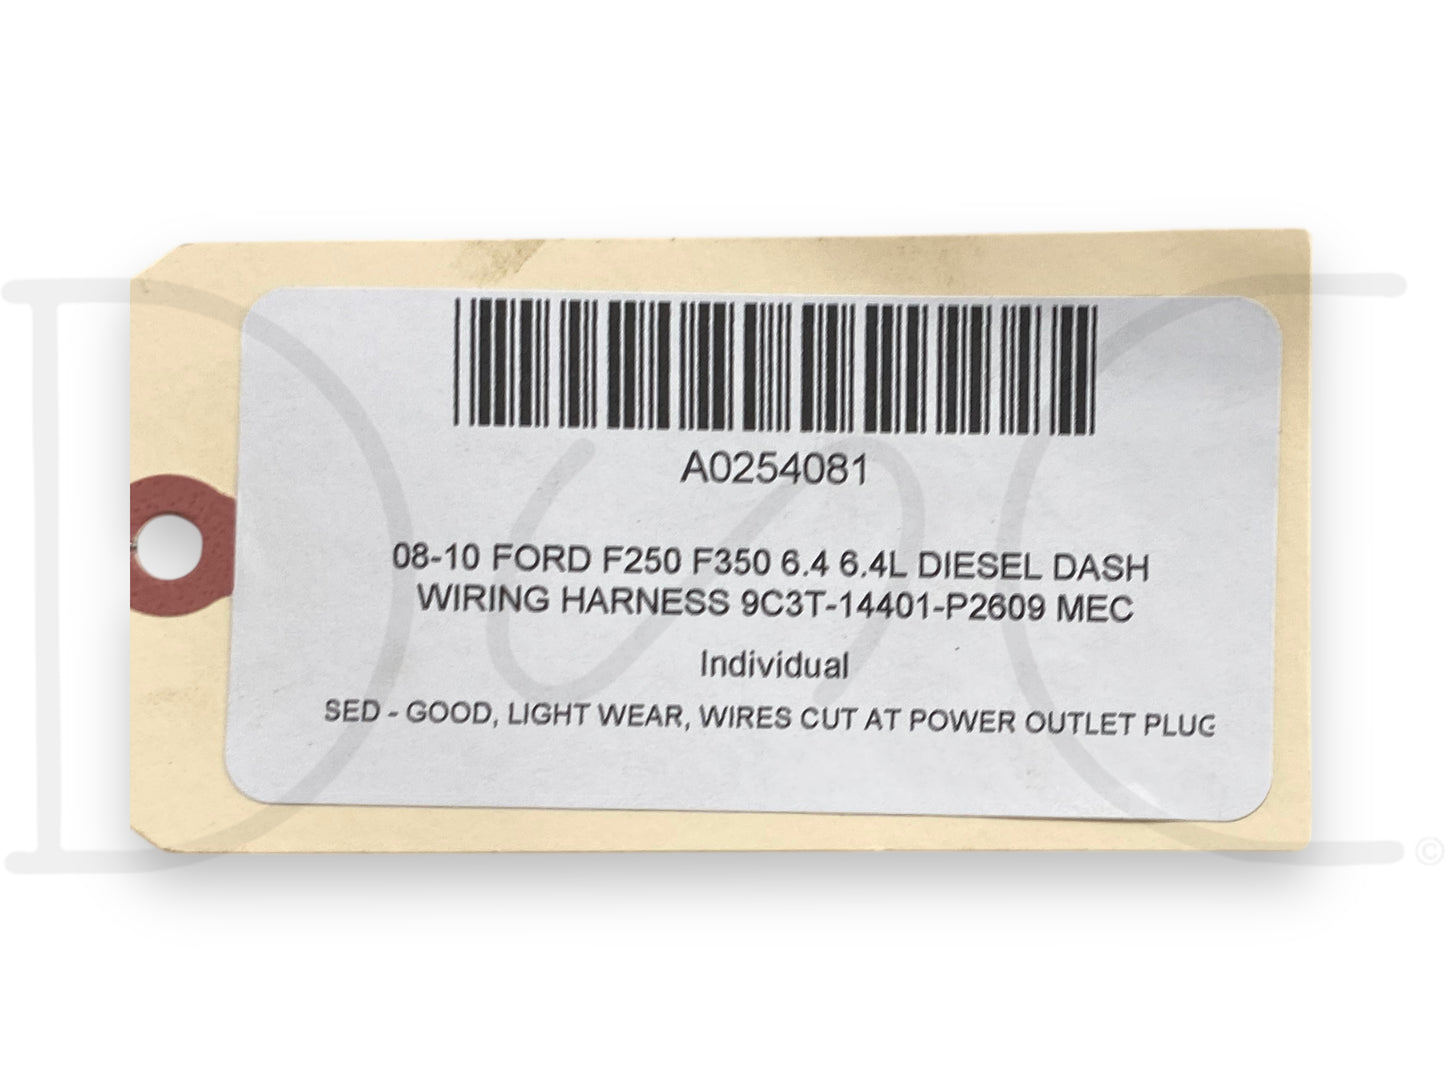 A0254081
08-10 FORD F250 F350 6.4 6.4L DIESEL DASH
WIRING HARNESS 9C3T-14401-P2609 MEC
Individual
SED - GOOD, LIGHT WEAR, WIRES CUT AT POWER OUTLET PLUG
©